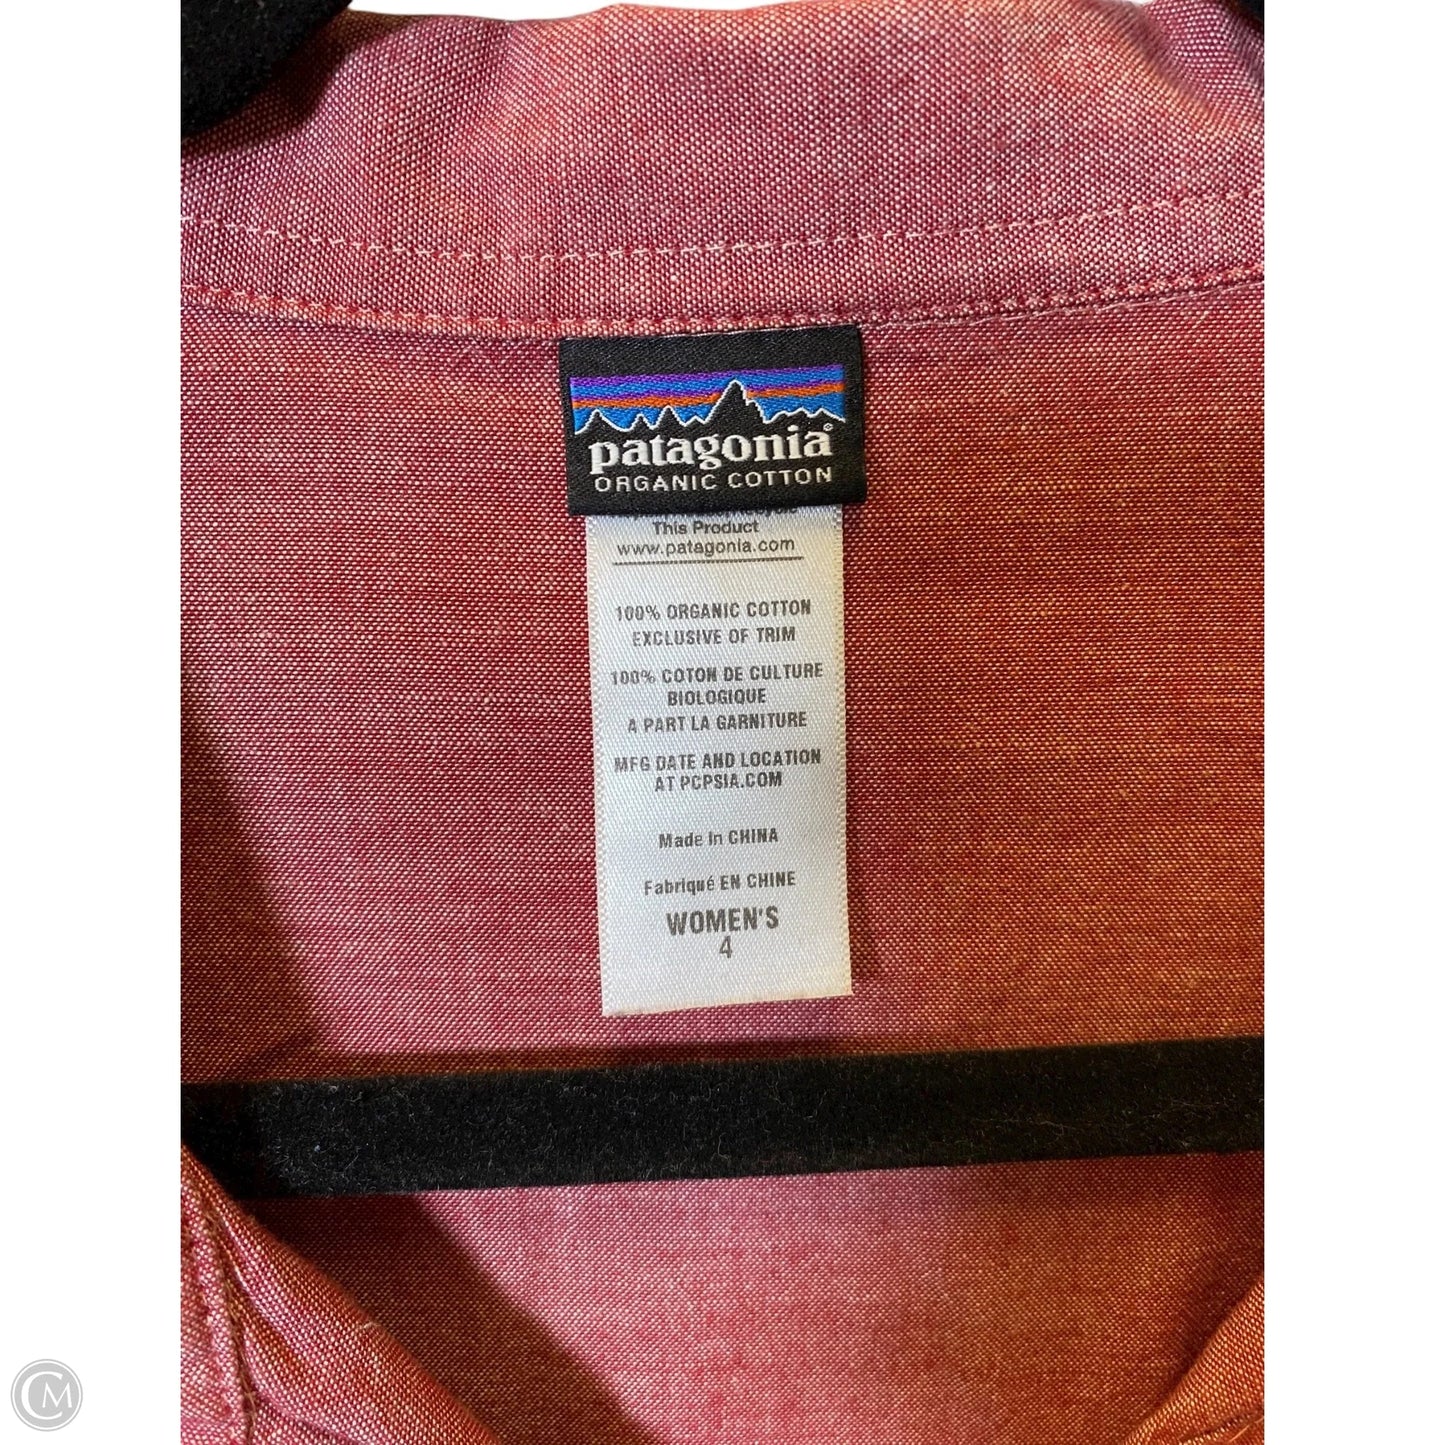 patagonia®
ORGANIC COTTON
This Product
www.patagonia.com
100% ORGANIC COTTON
EXCLUSIVE OF TRIM
100% COTON DE CULTURE
BIOLOGIQUE
A PART LA GARNITURE
MFG DATE AND LOCATION
AT PCPSIA.COM
Made In CHINA
Fabriqué EN CHINE
WOMEN'S
4
CM